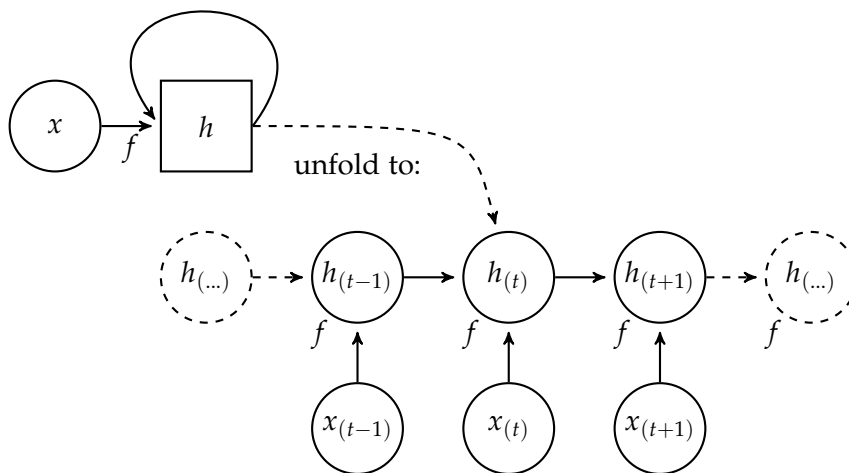 x
f
h
unfold to:
h(...)
h(t−1)
h(t)
h(t+1)
h(...)
f
f
f
f
x(t−1)
x(t)
x(t+1)